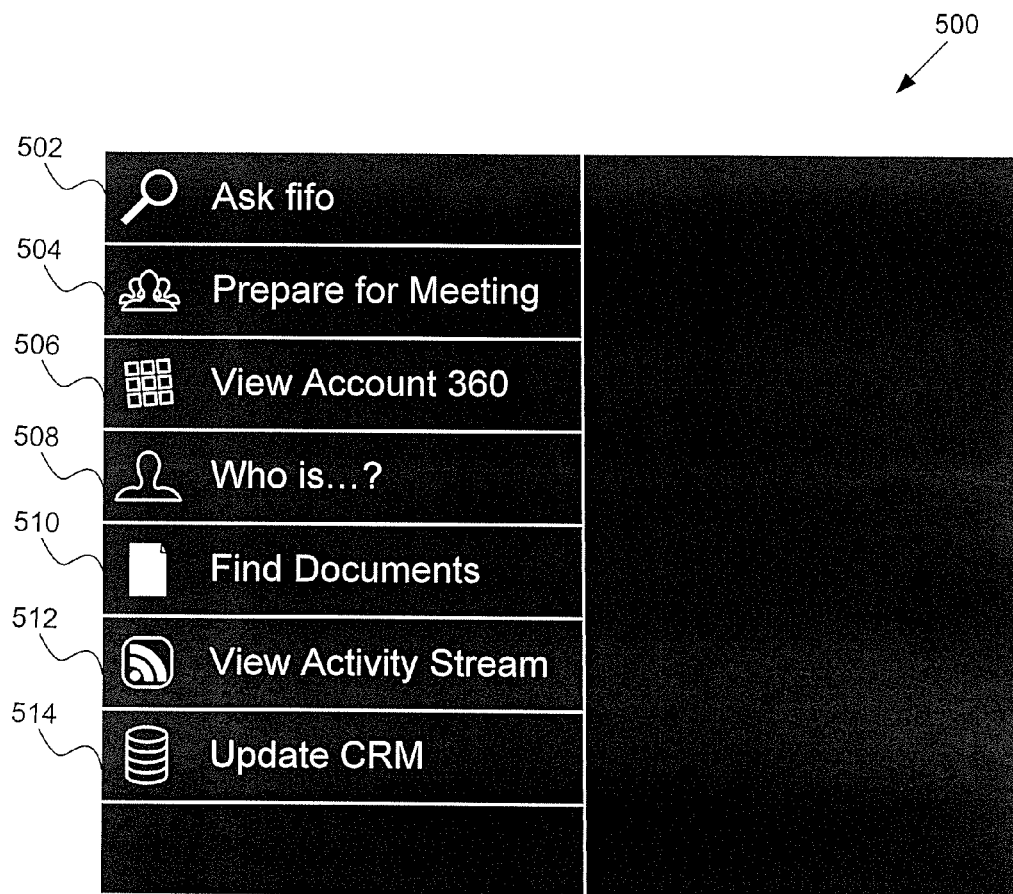 500
502
Ask fifo
504
Prepare for Meeting
506
View Account 360
508
Who is...?
510
Find Documents
512
View Activity Stream
514
Update CRM